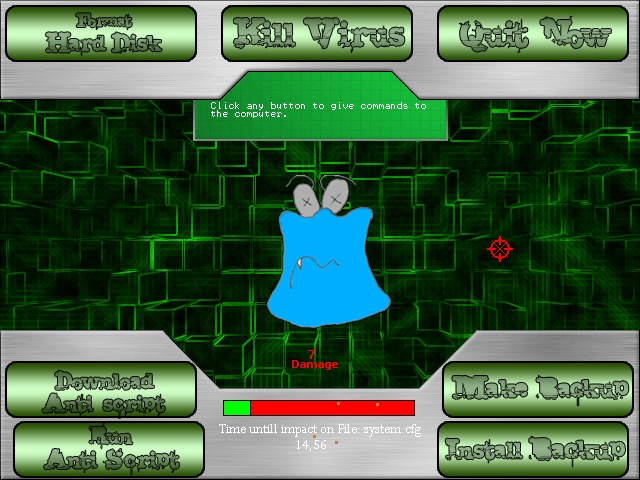 Format
Hard Disk
Kill Virus
Quit Now
Click any button to give commands to
the computer.
7
Damage
Download
Anti script
Run
Anti Script
Make Backup
Install Backup
Time untill impact on File: system.cfg
14,56